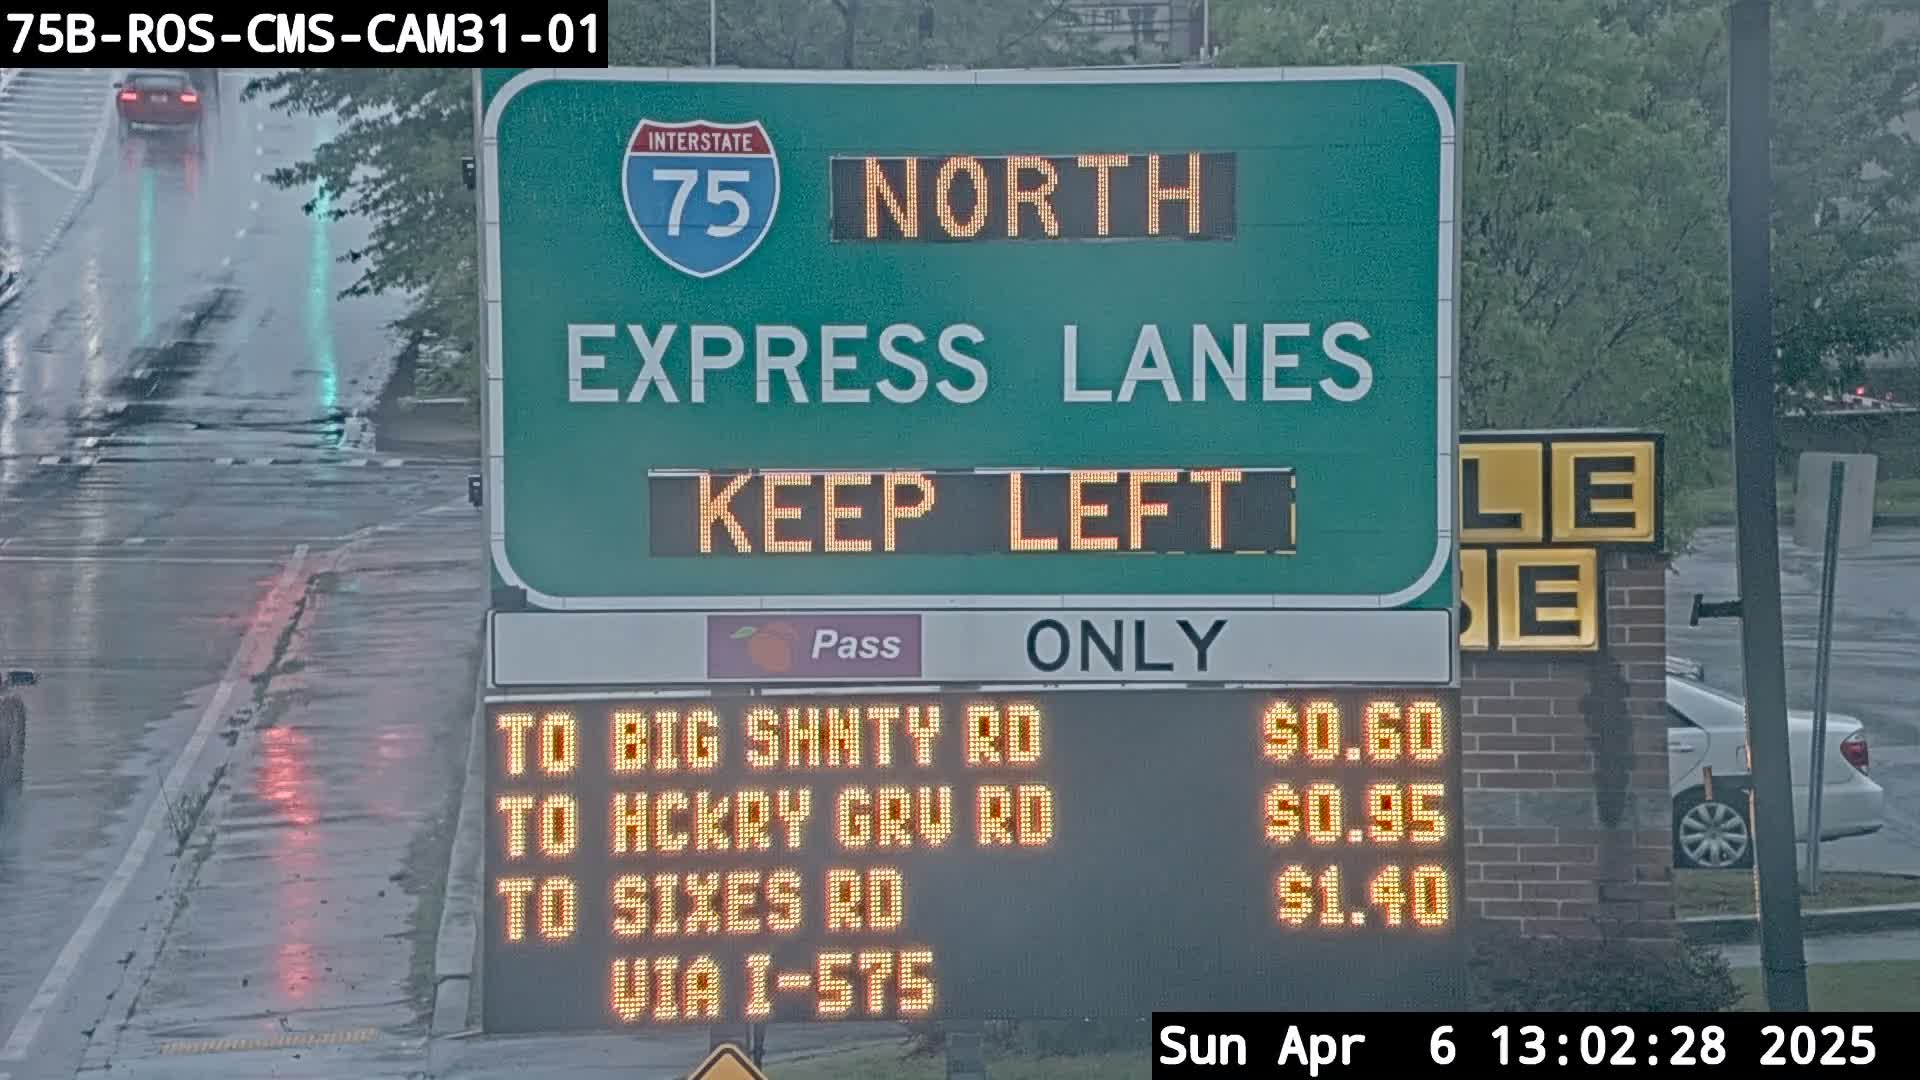 75B-ROS-CMS-CAM31-01
INTERSTATE
75
NORTH
EXPRESS LANES
KEEP LEFT
LE
E
Pass ONLY
TO BIG SHNTY RD $0.60
TO HCKRY GRV RD $0.95
TO SIXES RD $1.40
VIA I-575
Sun Apr 6 13:02:28 2025